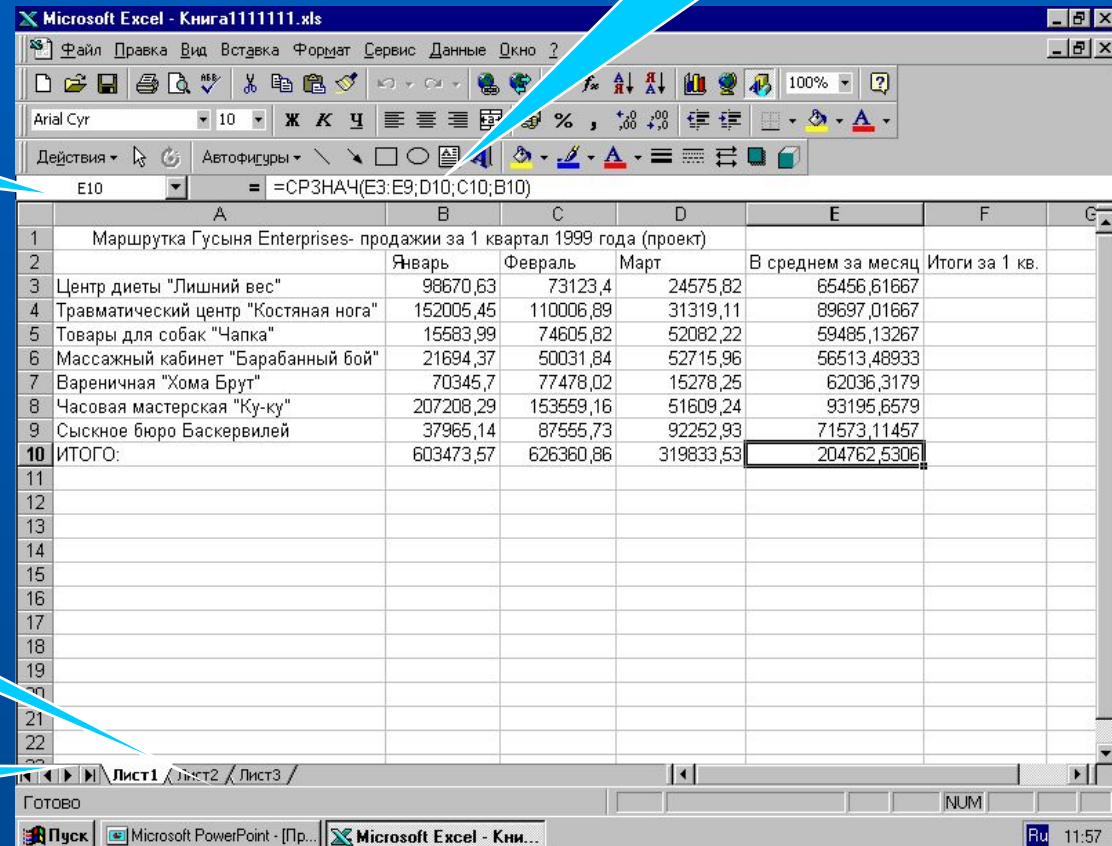 Microsoft Excel - Книга1111111.xls
Файл Правка Вид Вставка Формат Сервис Данные Окно ?
100%
Arial Cyr 10 Ж К Ч
Действия Автофигуры
E10 = =СРЗНАЧ(E3:E9;D10;C10;B10)
A B C D E F G
1 Маршрутка Гусыня Enterprises- продажии за 1 квартал 1999 года (проект)
2 Январь Февраль Март В среднем за месяц Итоги за 1 кв.
3 Центр диеты "Лишний вес" 98670,63 73123,4 24575,82 65456,61667
4 Травматический центр "Костяная нога" 152005,45 110006,89 31319,11 89697,01667
5 Товары для собак "Чапка" 15583,99 74605,82 52082,22 59485,13267
6 Массажный кабинет "Барабанный бой" 21694,37 50031,84 52715,96 56513,48933
7 Вареничная "Хома Брут" 70345,7 77478,02 15278,25 62036,3179
8 Часовая мастерская "Ку-ку" 207208,29 153559,16 51609,24 93195,6579
9 Сыскное бюро Баскервилей 37965,14 87555,73 92252,93 71573,11457
10 ИТОГО: 603473,57 626360,86 319833,53 204762,5306
11
12
13
14
15
16
17
18
19
20
21
22
Лист1 Лист2 Лист3
Готово NUM
Пуск Microsoft PowerPoint - [Пр... Microsoft Excel - Кни... Ru 11:57